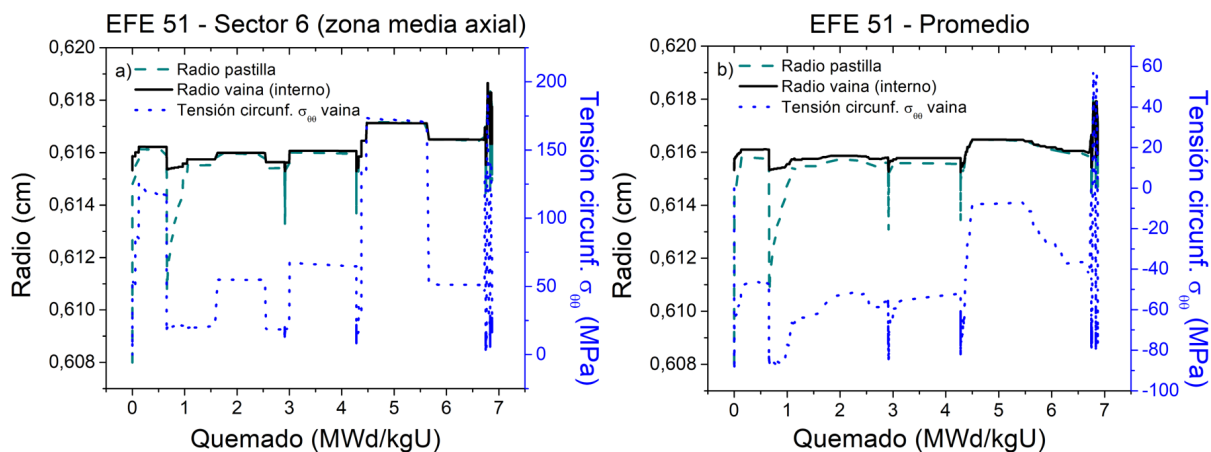 EFE 51 - Sector 6 (zona media axial)
a)
Radio pastilla
Radio vaina (interno)
Tensión circunf. σθθ vaina
0,620
0,618
0,616
0,614
0,612
0,610
0,608
Radio (cm)
200
150
100
50
0
Tensión circunf. σθθ (MPa)
0 1 2 3 4 5 6 7
Quemado (MWd/kgU)
EFE 51 - Promedio
b)
Radio pastilla
Radio vaina (interno)
Tensión circunf. σθθ vaina
0,620
0,618
0,616
0,614
0,612
0,610
0,608
Radio (cm)
60
40
20
0
-20
-40
-60
-80
-100
Tensión circunf. σθθ (MPa)
0 1 2 3 4 5 6 7
Quemado (MWd/kgU)